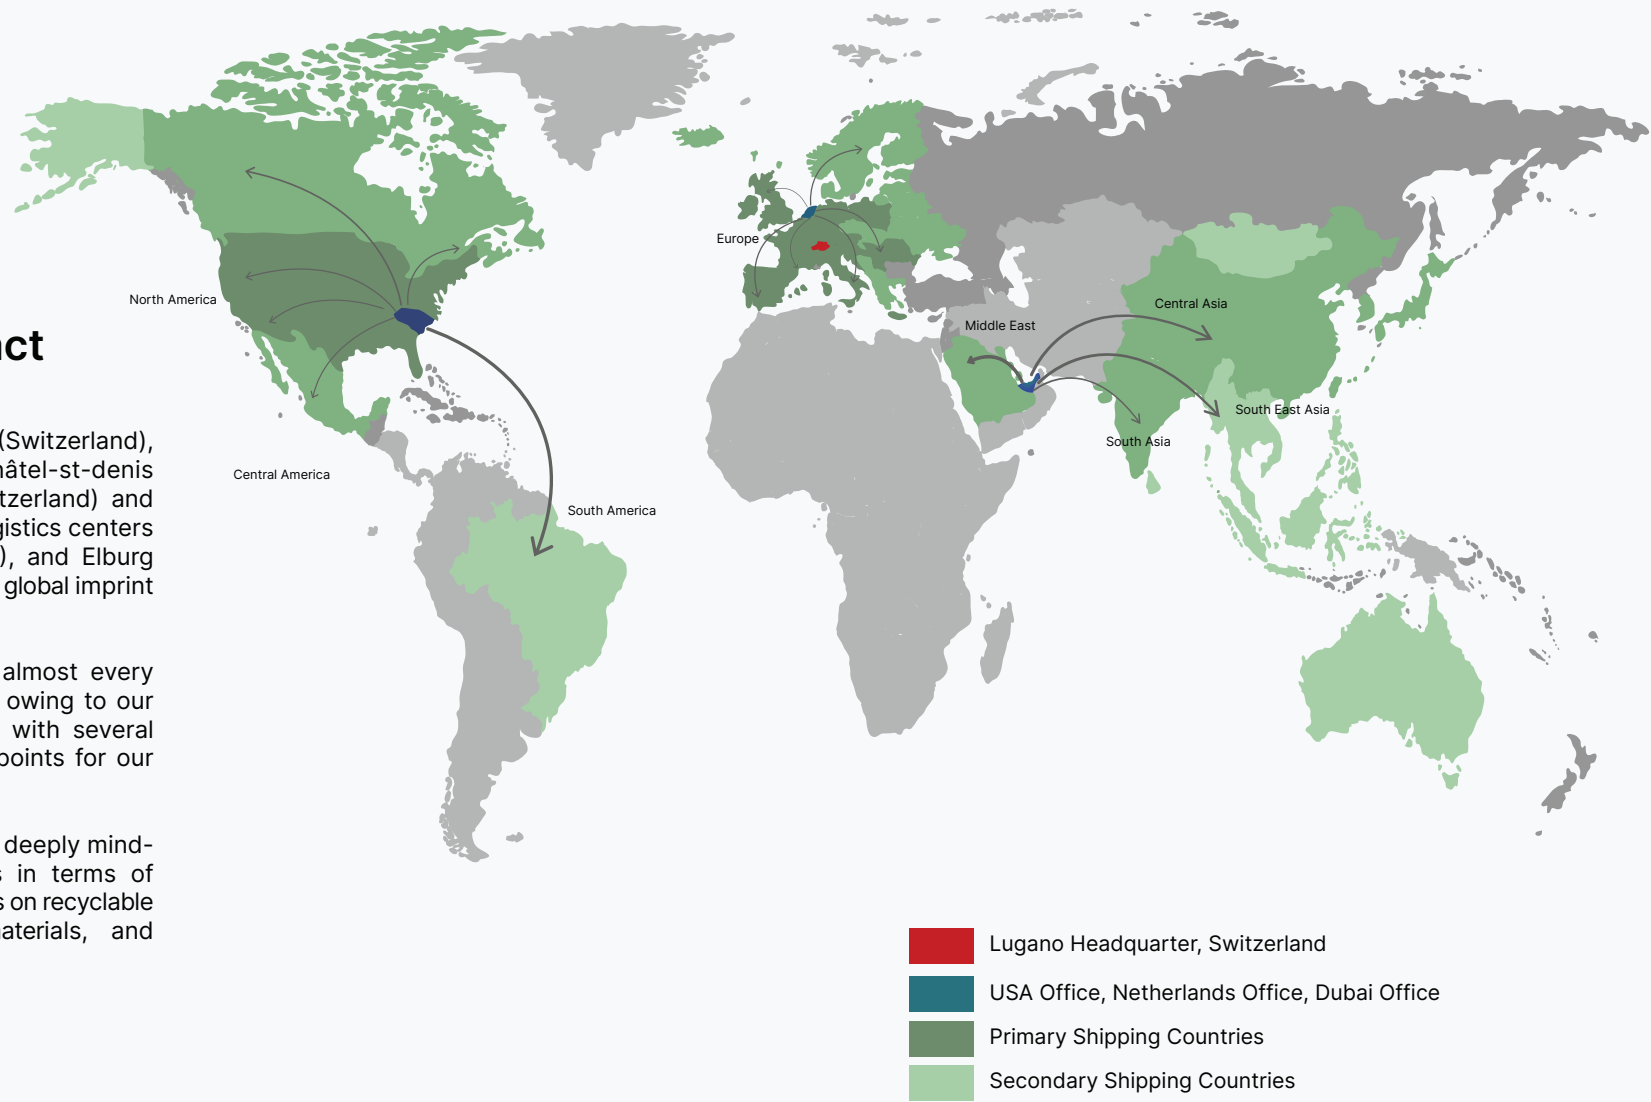 act
(Switzerland),
hâtel-st-denis
tzerland) and
gistics centers
), and Elburg
global imprint
almost every
owing to our
with several
points for our
deeply mind-
s in terms of
s on recyclable
aterials, and
North America
Central America
South America
Europe
Middle East
Central Asia
South East Asia
South Asia
Lugano Headquarter, Switzerland
USA Office, Netherlands Office, Dubai Office
Primary Shipping Countries
Secondary Shipping Countries